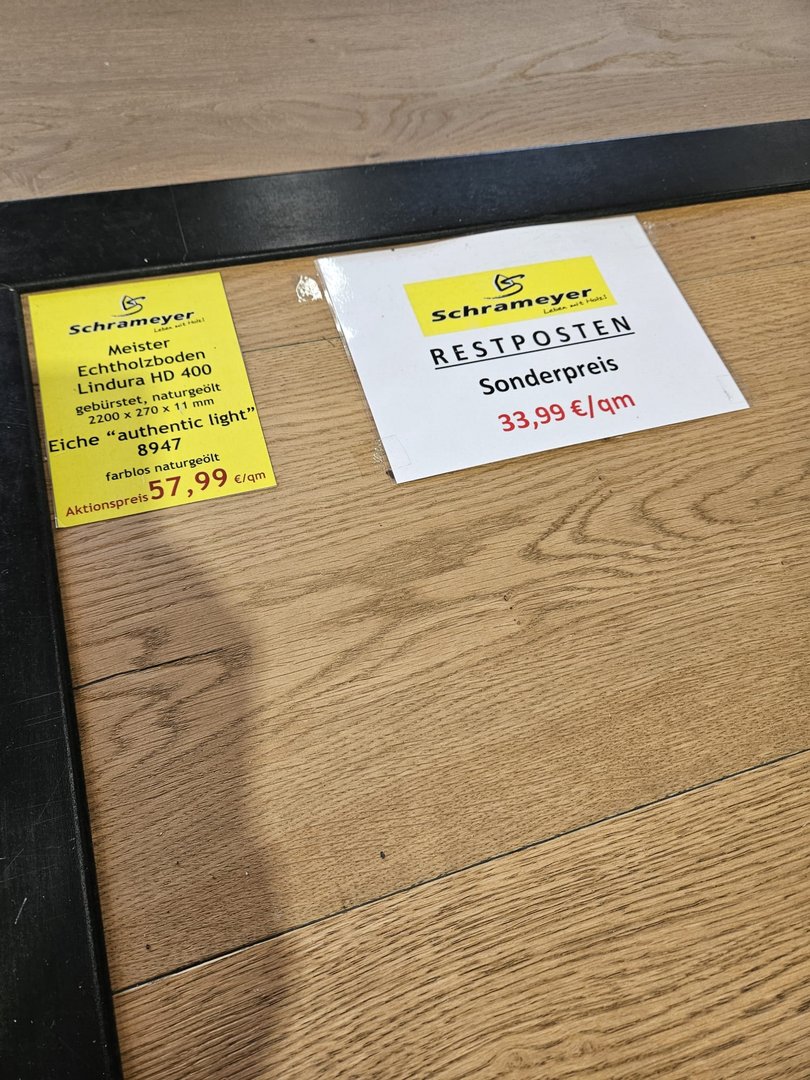 Schrameyer
Leben mit Holz!
Meister
Echtholzboden
Lindura HD 400
gebürstet, naturgeölt
2200 x 270 x 11 mm
Eiche “authentic light”
8947
farblos naturgeölt
Aktionspreis 57,99 €/qm
Schrameyer
Leben mit Holz!
RESTPOSTEN
Sonderpreis
33,99 €/qm